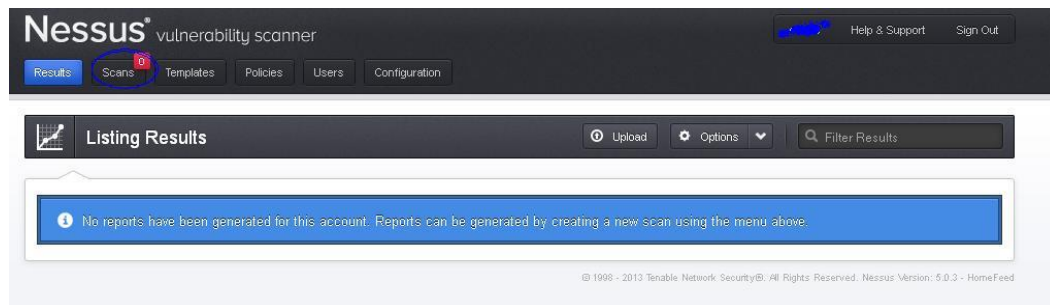 Nessus® vulnerability scanner
Help & Support Sign Out
Results Scans 0 Templates Policies Users Configuration
Listing Results
Upload Options Filter Results
No reports have been generated for this account. Reports can be generated by creating a new scan using the menu above.
© 1998 - 2013 Tenable Network Security®. All Rights Reserved. Nessus Version: 5.0.3 - HomeFeed